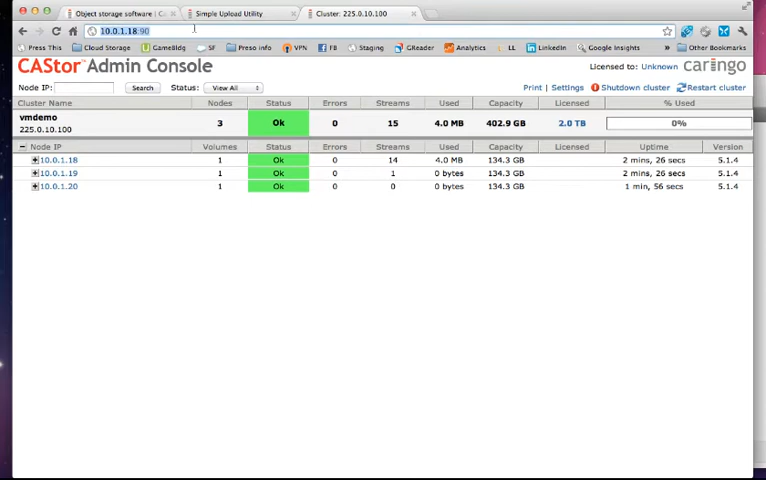 Object storage software | Ca
Simple Upload Utility
Cluster: 225.0.10.100
10.0.1.18:90
Press This
Cloud Storage
GameBldg
SF
Preso info
VPN
FB
Staging
GReader
Analytics
LL
LinkedIn
Google Insights
»
Other Bookmarks
CAStor™ Admin Console
Licensed to: Unknown
caringo
Node IP:
Search
Status:
View All
Print | Settings
Shutdown cluster
Restart cluster
Cluster Name Nodes Status Errors Streams Used Capacity Licensed % Used
vmdemo
225.0.10.100
3 Ok 0 15 4.0 MB 402.9 GB 2.0 TB 0%
Node IP Volumes Status Errors Streams Used Capacity Uptime Version
10.0.1.18 1 Ok 0 14 4.0 MB 134.3 GB 2 mins, 26 secs 5.1.4
10.0.1.19 1 Ok 0 1 0 bytes 134.3 GB 2 mins, 26 secs 5.1.4
10.0.1.20 1 Ok 0 0 0 bytes 134.3 GB 1 min, 56 secs 5.1.4